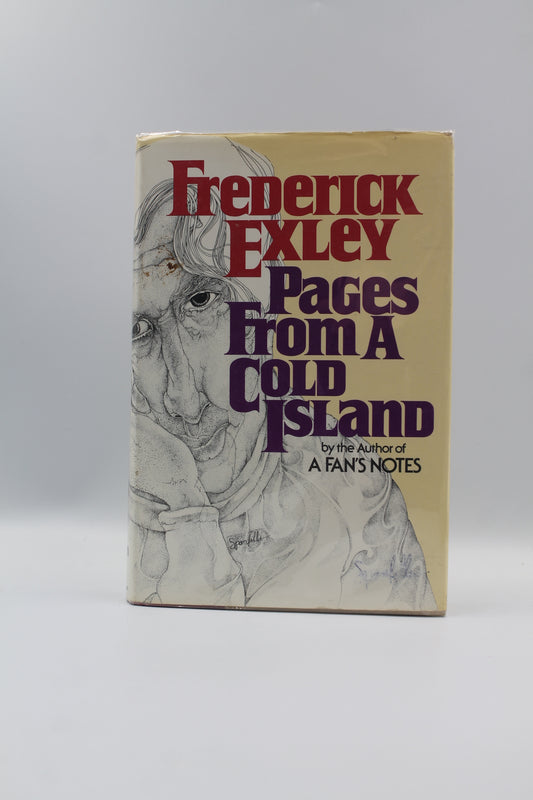 FREDERICK
EXLEY
PAGES
FROM A
COLD
ISLAND
by the Author of
A FAN'S NOTES